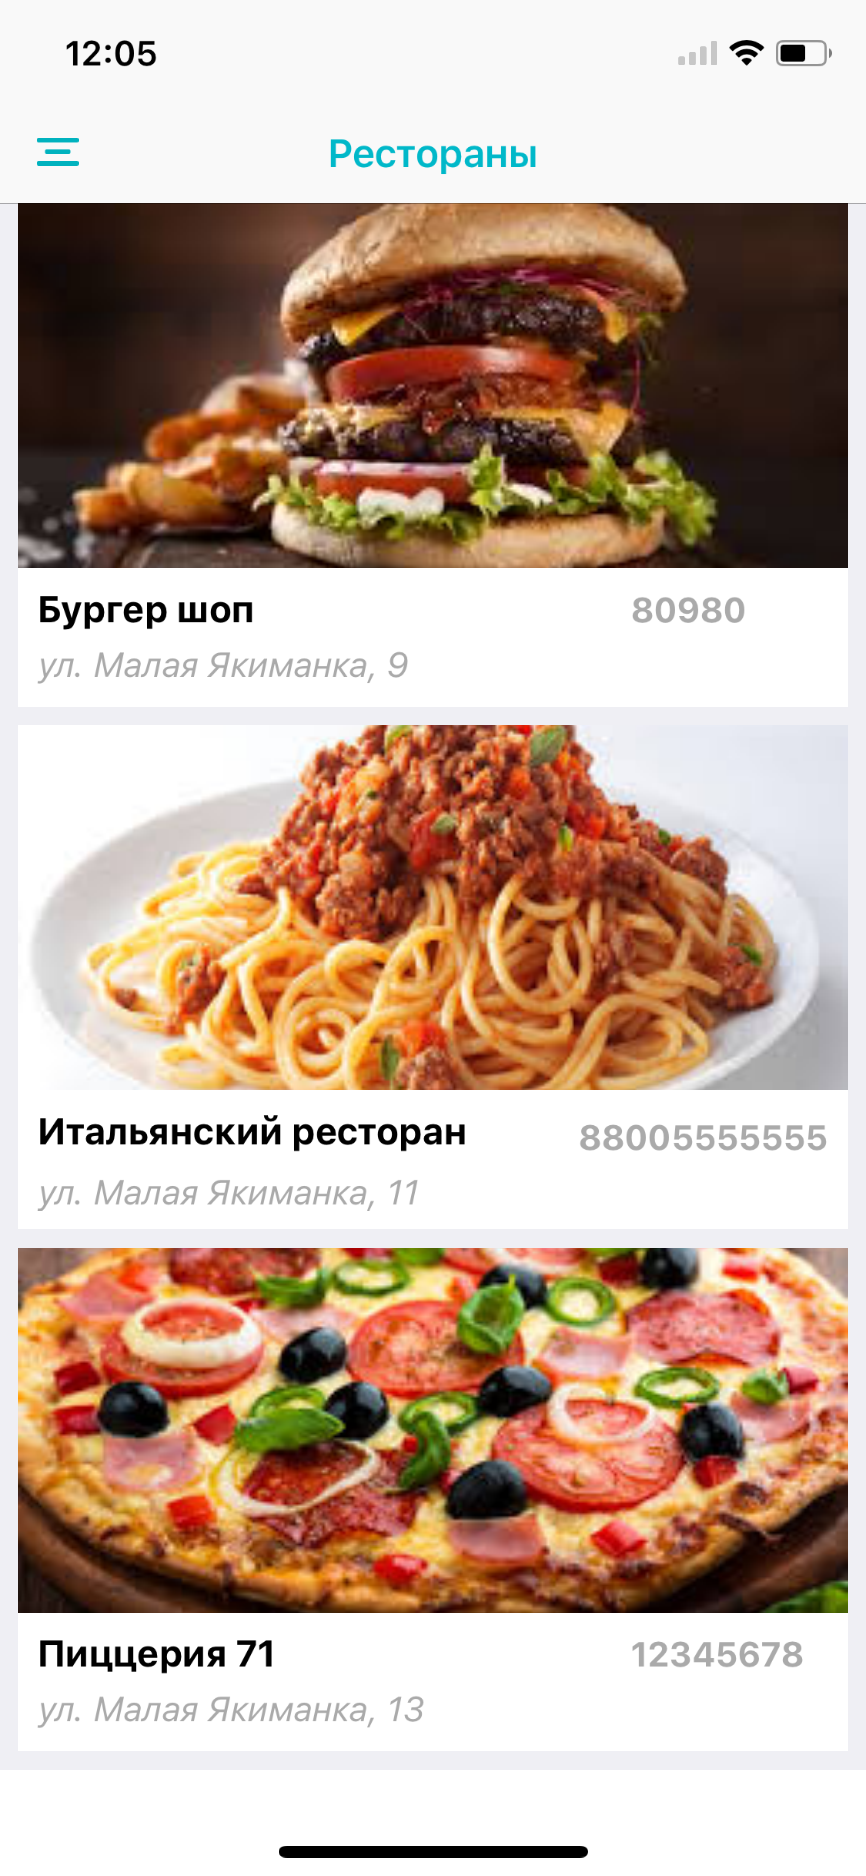 12:05
Рестораны
Бургер шоп
80980
ул. Малая Якиманка, 9
Итальянский ресторан
88005555555
ул. Малая Якиманка, 11
Пиццерия 71
12345678
ул. Малая Якиманка, 13